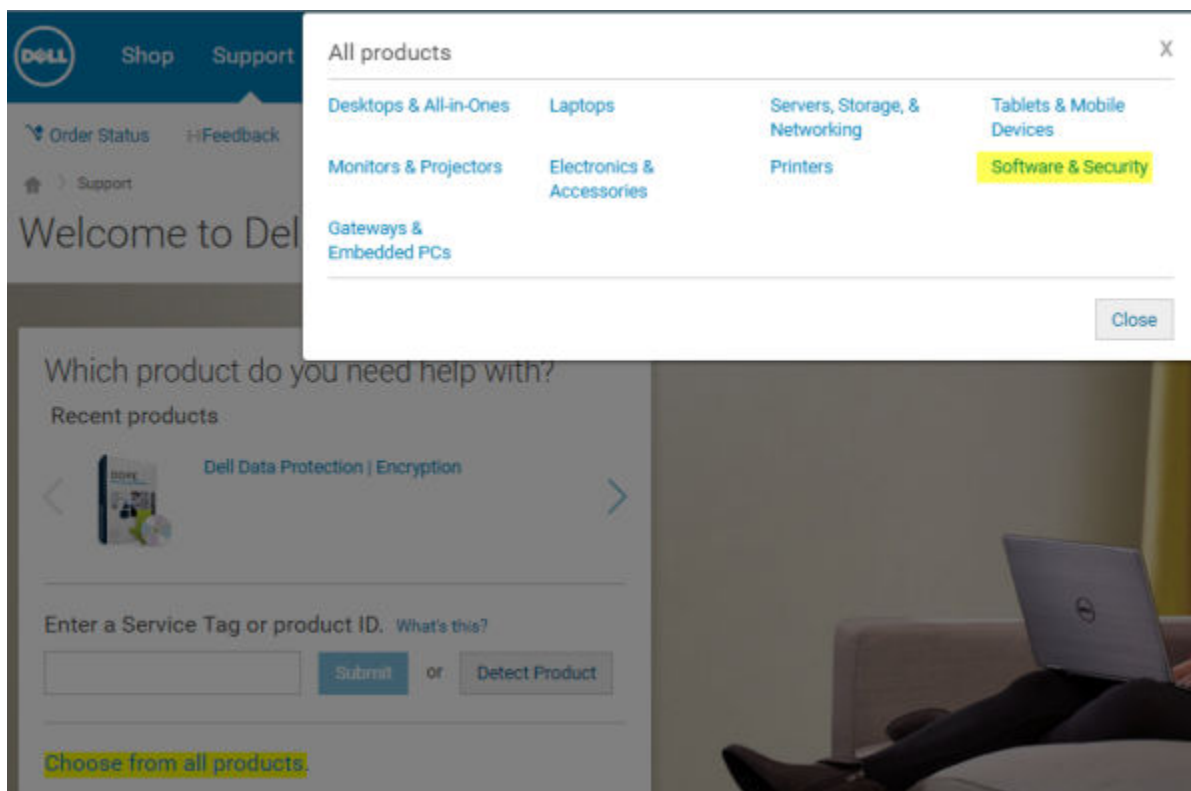 DELL
Shop
Support
Order Status
Feedback
Support
Welcome to Del
All products
X
Desktops & All-in-Ones
Laptops
Servers, Storage, &
Networking
Tablets & Mobile
Devices
Monitors & Projectors
Electronics &
Accessories
Printers
Software & Security
Gateways &
Embedded PCs
Close
Which product do you need help with?
Recent products
Dell Data Protection | Encryption
Enter a Service Tag or product ID. What's this?
Submit or Detect Product
Choose from all products.